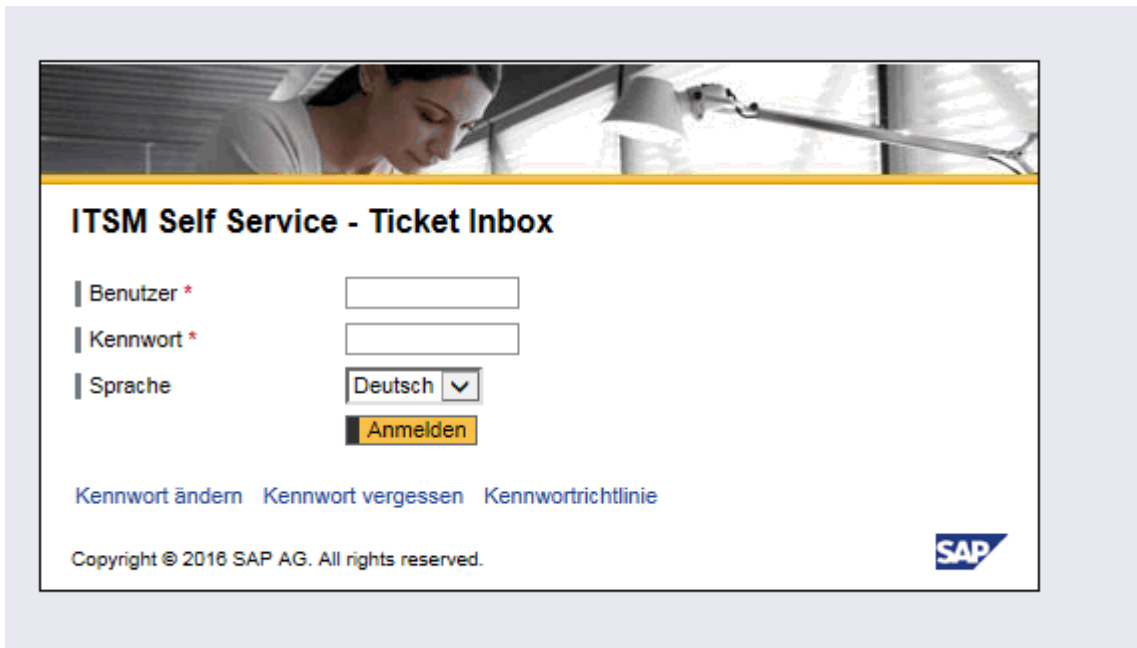 ITSM Self Service - Ticket Inbox
Benutzer *
Kennwort *
Sprache Deutsch
Anmelden
Kennwort ändern Kennwort vergessen Kennwortrichtlinie
Copyright © 2016 SAP AG. All rights reserved.
SAP